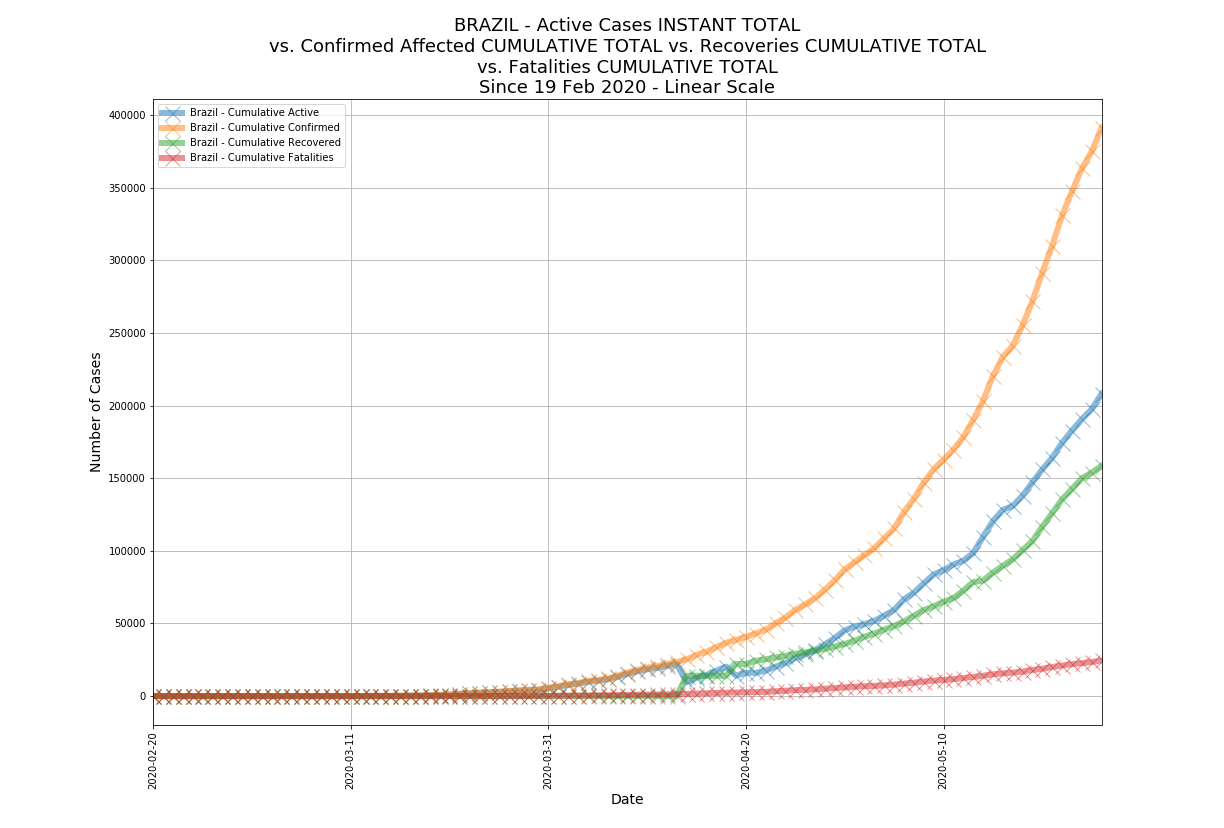 BRAZIL - Active Cases INSTANT TOTAL
vs. Confirmed Affected CUMULATIVE TOTAL vs. Recoveries CUMULATIVE TOTAL
vs. Fatalities CUMULATIVE TOTAL
Since 19 Feb 2020 - Linear Scale
Brazil - Cumulative Active
Brazil - Cumulative Confirmed
Brazil - Cumulative Recovered
Brazil - Cumulative Fatalities
Number of Cases
400000
350000
300000
250000
200000
150000
100000
50000
0
2020-02-20
2020-03-11
2020-03-31
2020-04-20
2020-05-10
Date